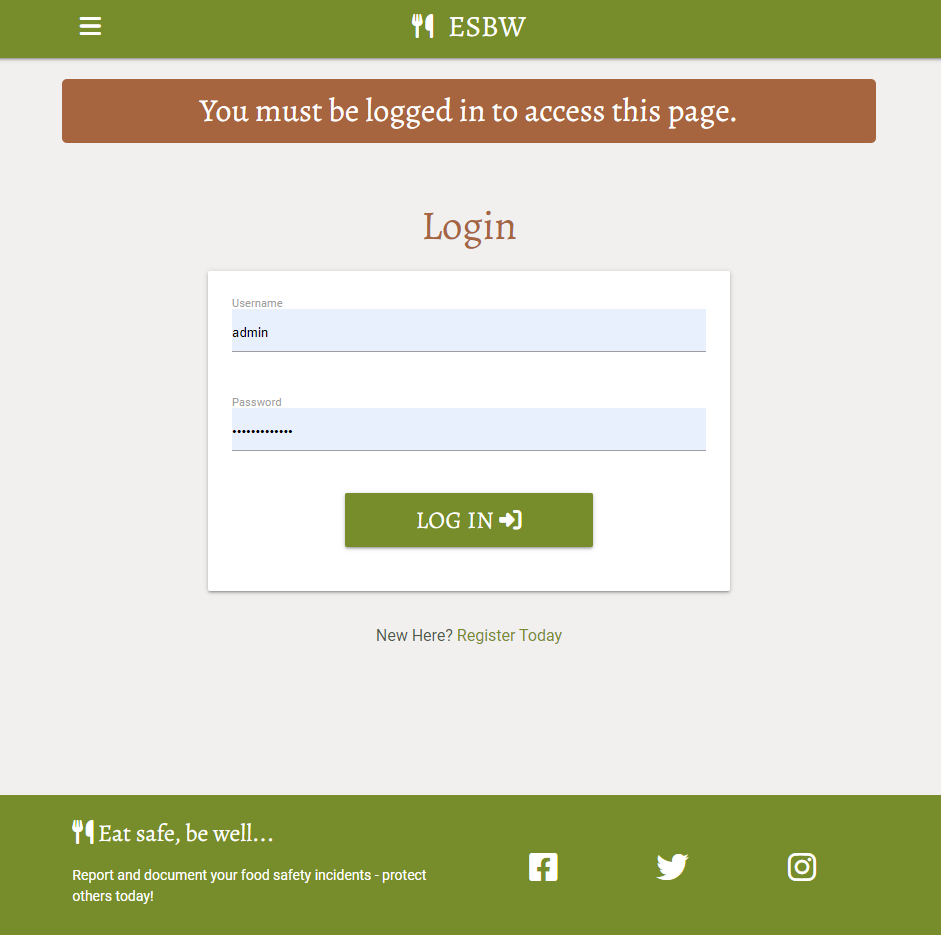 ESBW
You must be logged in to access this page.
Login
Username
admin
Password
•••••••••••••
LOG IN
New Here? Register Today
Eat safe, be well...
Report and document your food safety incidents - protect
others today!